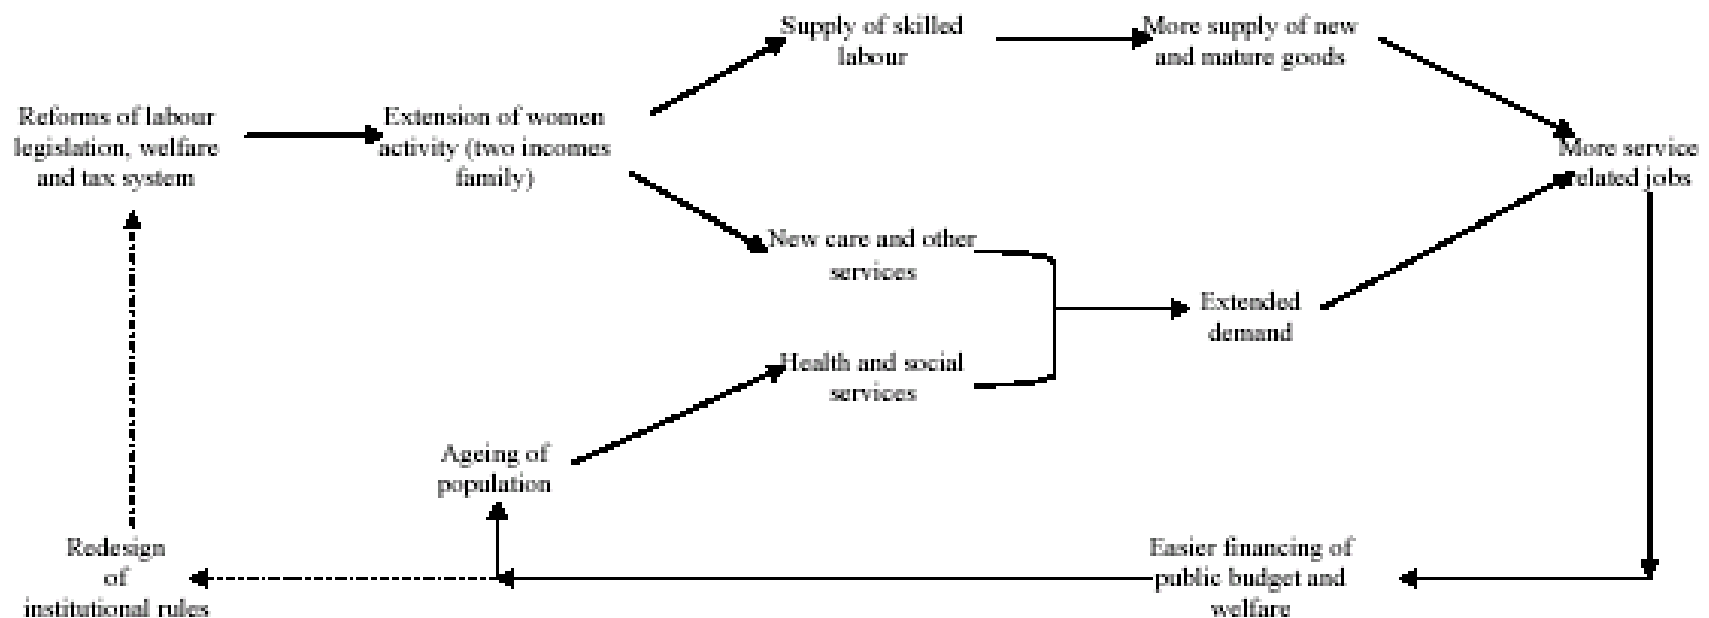 Supply of skilled
labour
More supply of new
and mature goods
Reforms of labour
legislation, welfare
and tax system
Extension of women
activity (two incomes
family)
More service
related jobs
New care and other
services
Extended
demand
Health and social
services
Ageing of
population
Redesign
of
institutional rules
Easier financing of
public budget and
welfare